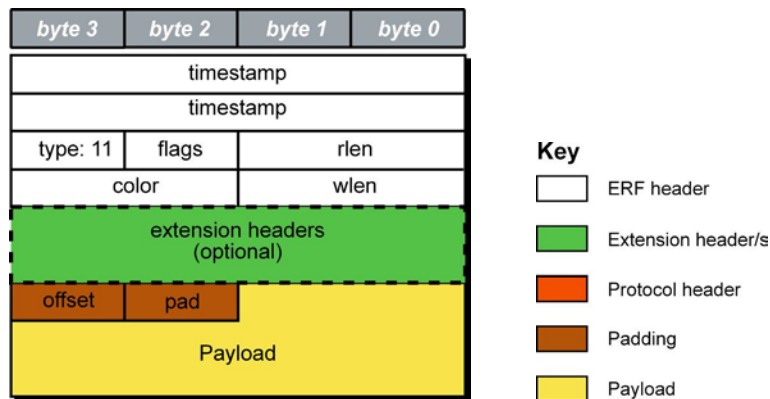 byte 3 byte 2 byte 1 byte 0
timestamp
timestamp
type: 11 flags rlen
color wlen
extension headers
(optional)
offset pad
Payload
Key
ERF header
Extension header/s
Protocol header
Padding
Payload